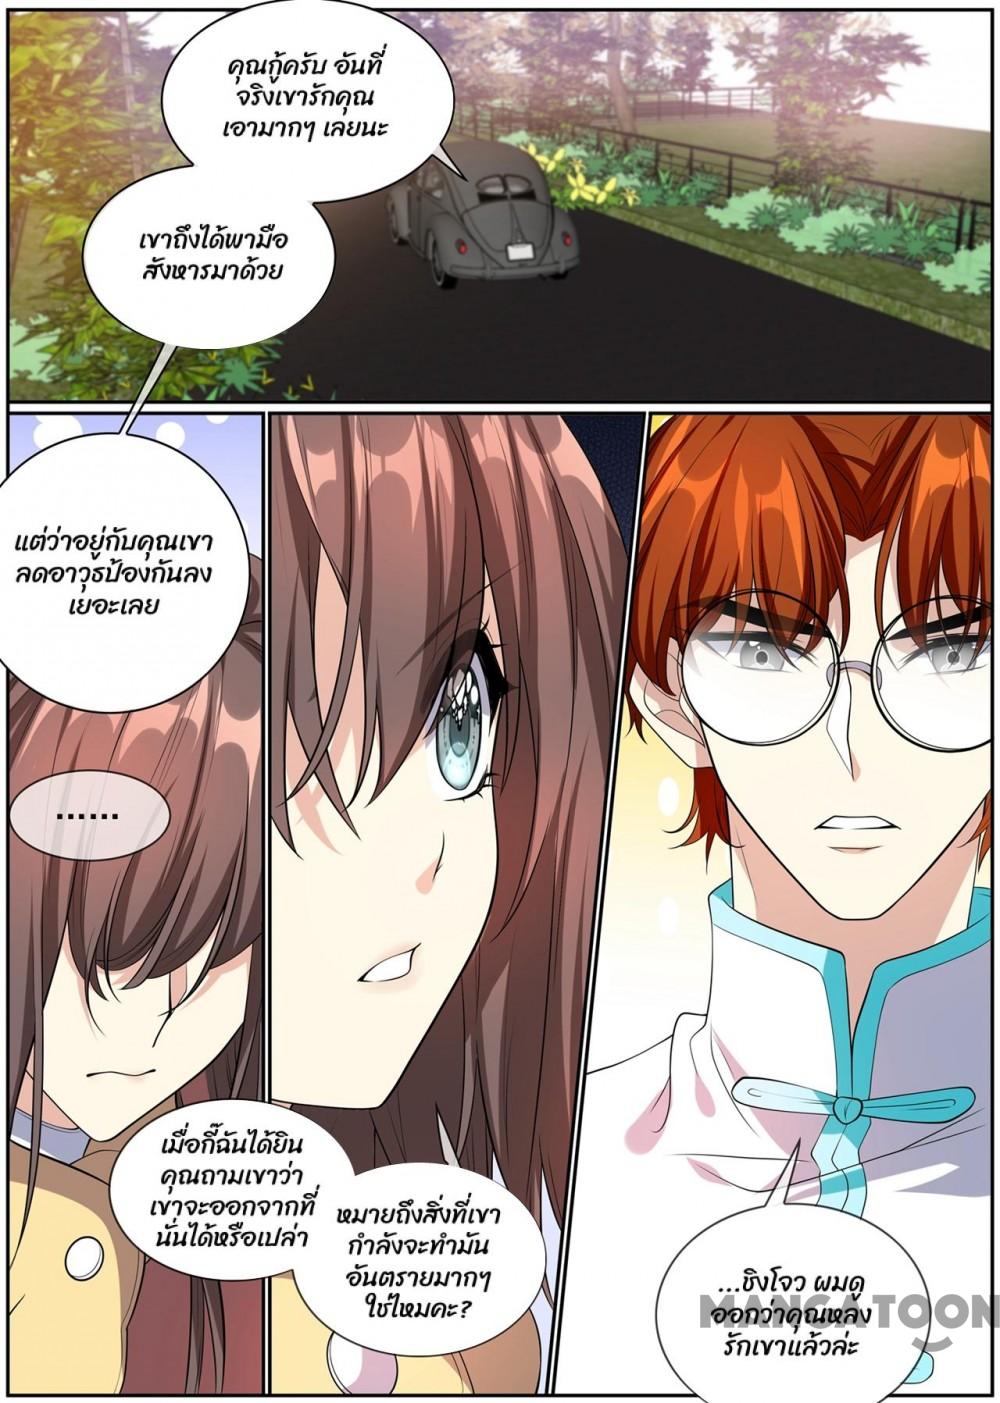 คุณกู้ครับ อันที่
จริงเขารักคุณ
เอามากๆ เลยนะ
เขาถึงได้พามือ
สังหารมาด้วย
แต่ว่าอยู่กับคุณเขา
ลดอาวุธป้องกันลง
เยอะเลย
......
เมื่อกี๊ฉันได้ยิน
คุณถามเขาว่า
เขาจะออกจากที่
นั่นได้หรือเปล่า
หมายถึงสิ่งที่เขา
กำลังจะทำมัน
อันตรายมากๆ
ใช่ไหมคะ?
...ชิงโจว ผมดู
ออกว่าคุณหลง
รักเขาแล้วล่ะ
MANGATOON